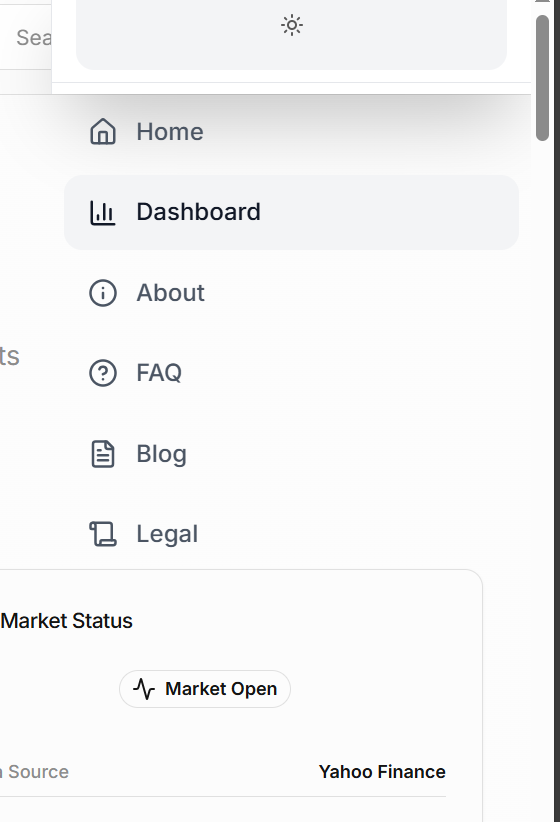 Sea
Home
Dashboard
About
ts
FAQ
Blog
Legal
Market Status
Market Open
Source
Yahoo Finance